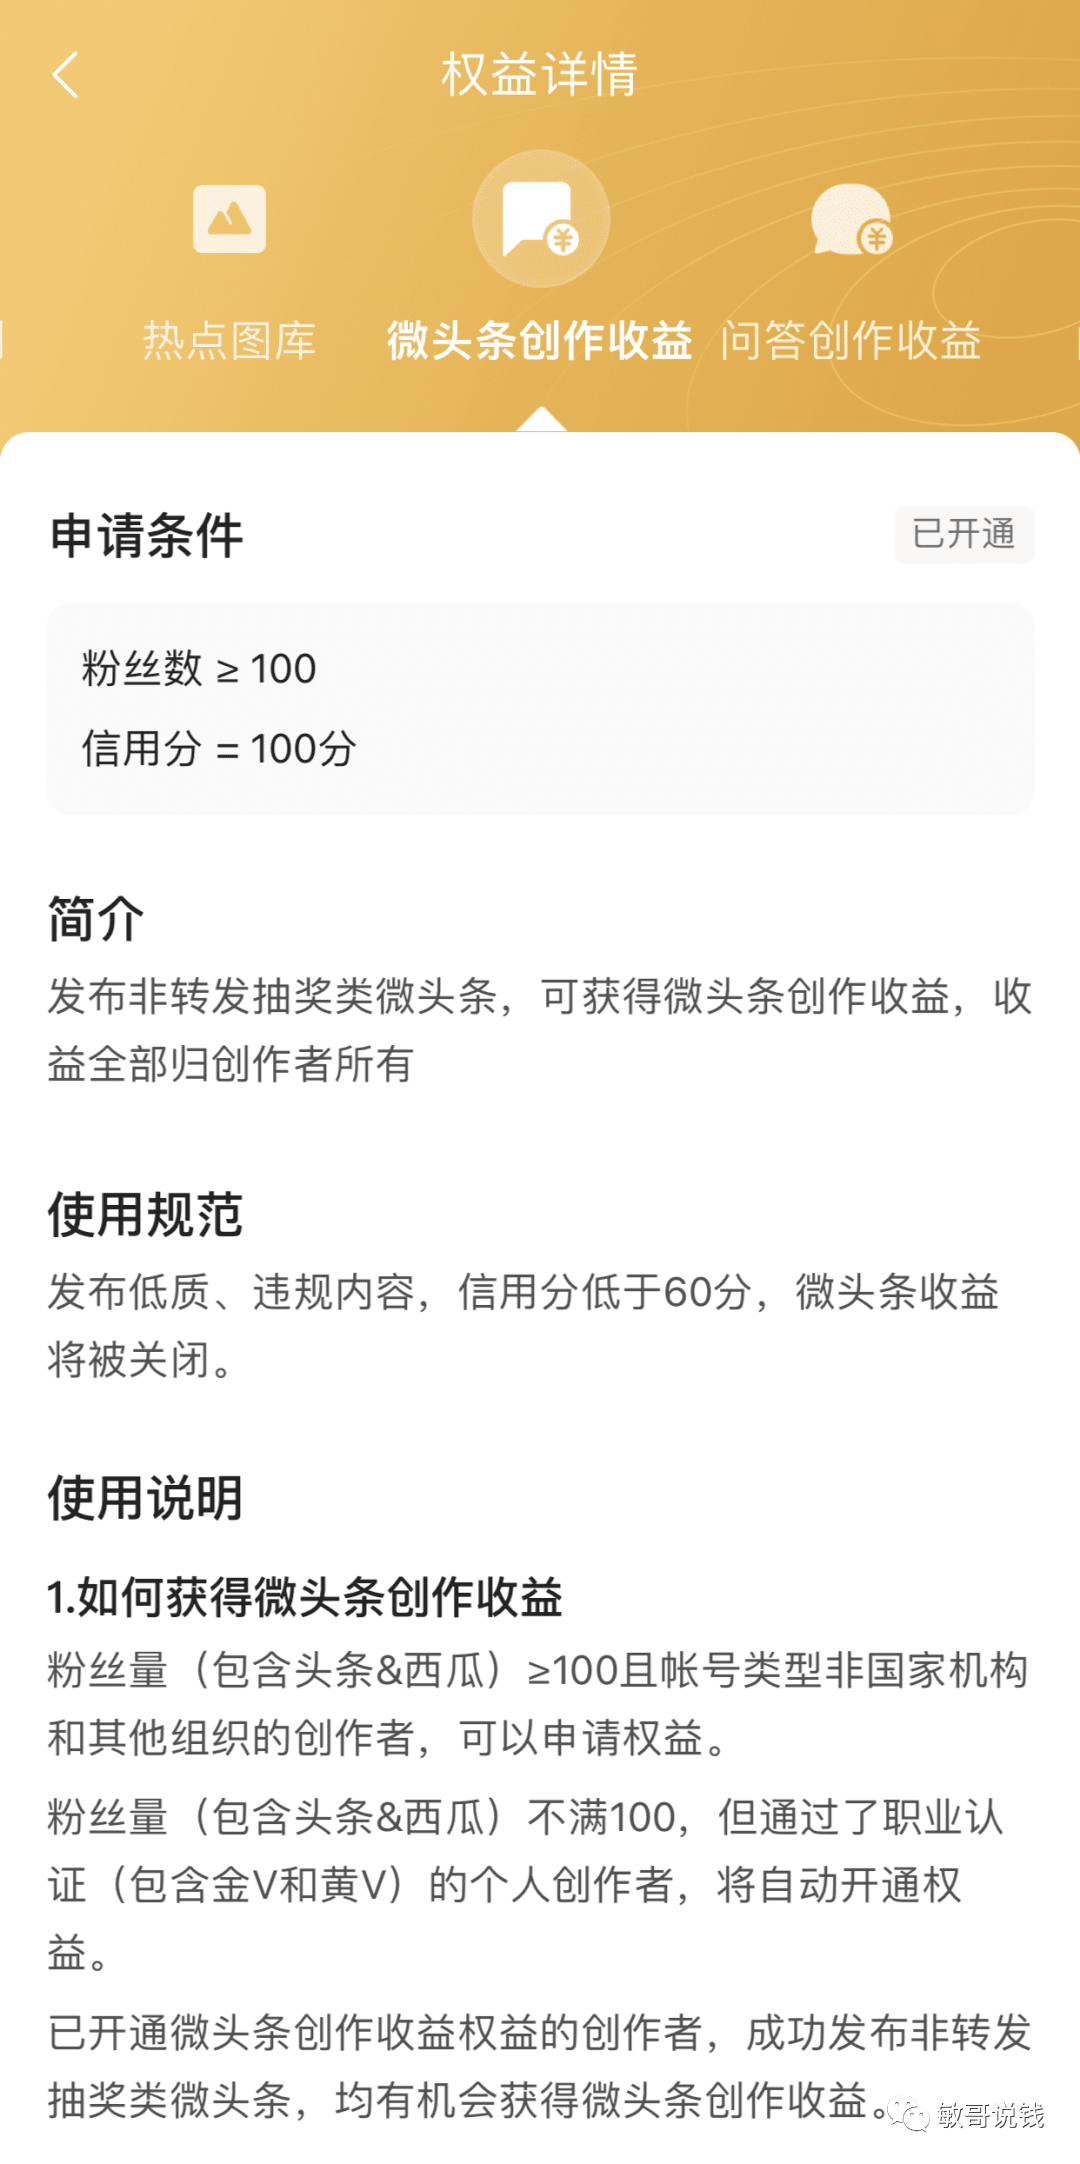 权益详情
热点图库
微头条创作收益
问答创作收益
申请条件
已开通
粉丝数 ≥ 100
信用分 = 100分
简介
发布非转发抽奖类微头条，可获得微头条创作收益，收
益全部归创作者所有
使用规范
发布低质、违规内容，信用分低于60分，微头条收益
将被关闭。
使用说明
1.如何获得微头条创作收益
粉丝量（包含头条&西瓜）≥100且帐号类型非国家机构
和其他组织的创作者，可以申请权益。
粉丝量（包含头条&西瓜）不满100，但通过了职业认
证（包含金V和黄V）的个人创作者，将自动开通权
益。
已开通微头条创作收益权益的创作者，成功发布非转发
抽奖类微头条，均有机会获得微头条创作收益。
敏哥说钱